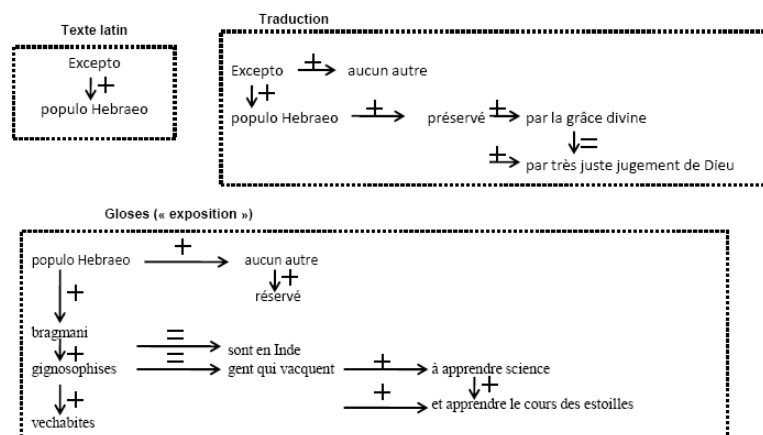 Texte latin
Excepto
+
populo Hebraeo
Traduction
Excepto ± aucun autre
+
populo Hebraeo ± préservé ± par la grâce divine
=
± par très juste jugement de Dieu
Gloses (« exposition »)
populo Hebraeo + aucun autre
+
réservé
+
bragmani
= sont en Inde
+
gignosophises = gent qui vacquent + à apprendre science
+
+ et apprendre le cours des estoilles
+
vechabites